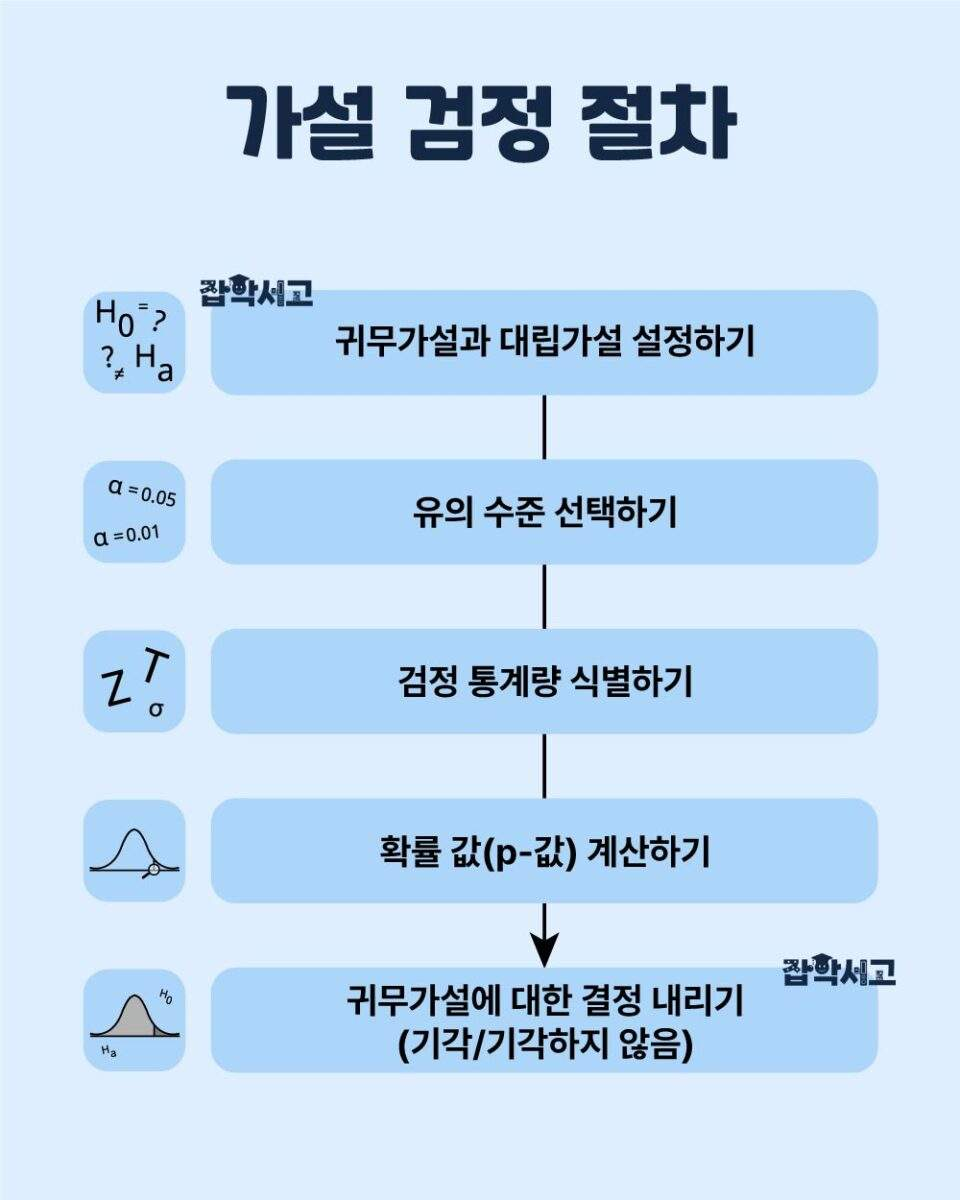 가설 검정 절차
잡학세고
H0 = ?
? ≠ Ha
귀무가설과 대립가설 설정하기
α = 0.05
α = 0.01
유의 수준 선택하기
Z T
σ
검정 통계량 식별하기
확률 값(p-값) 계산하기
잡학세고
H0
Ha
귀무가설에 대한 결정 내리기
(기각/기각하지 않음)